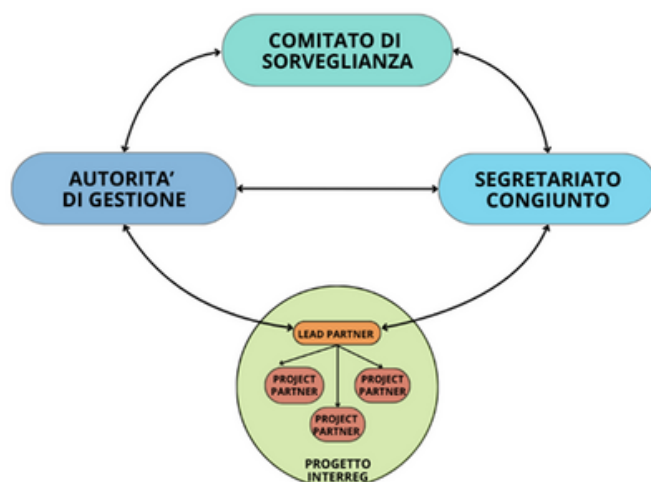 COMITATO DI
SORVEGLIANZA
AUTORITA'
DI GESTIONE
SEGRETARIATO
CONGIUNTO
LEAD PARTNER
PROJECT
PARTNER
PROJECT
PARTNER
PROJECT
PARTNER
PROGETTO
INTERREG